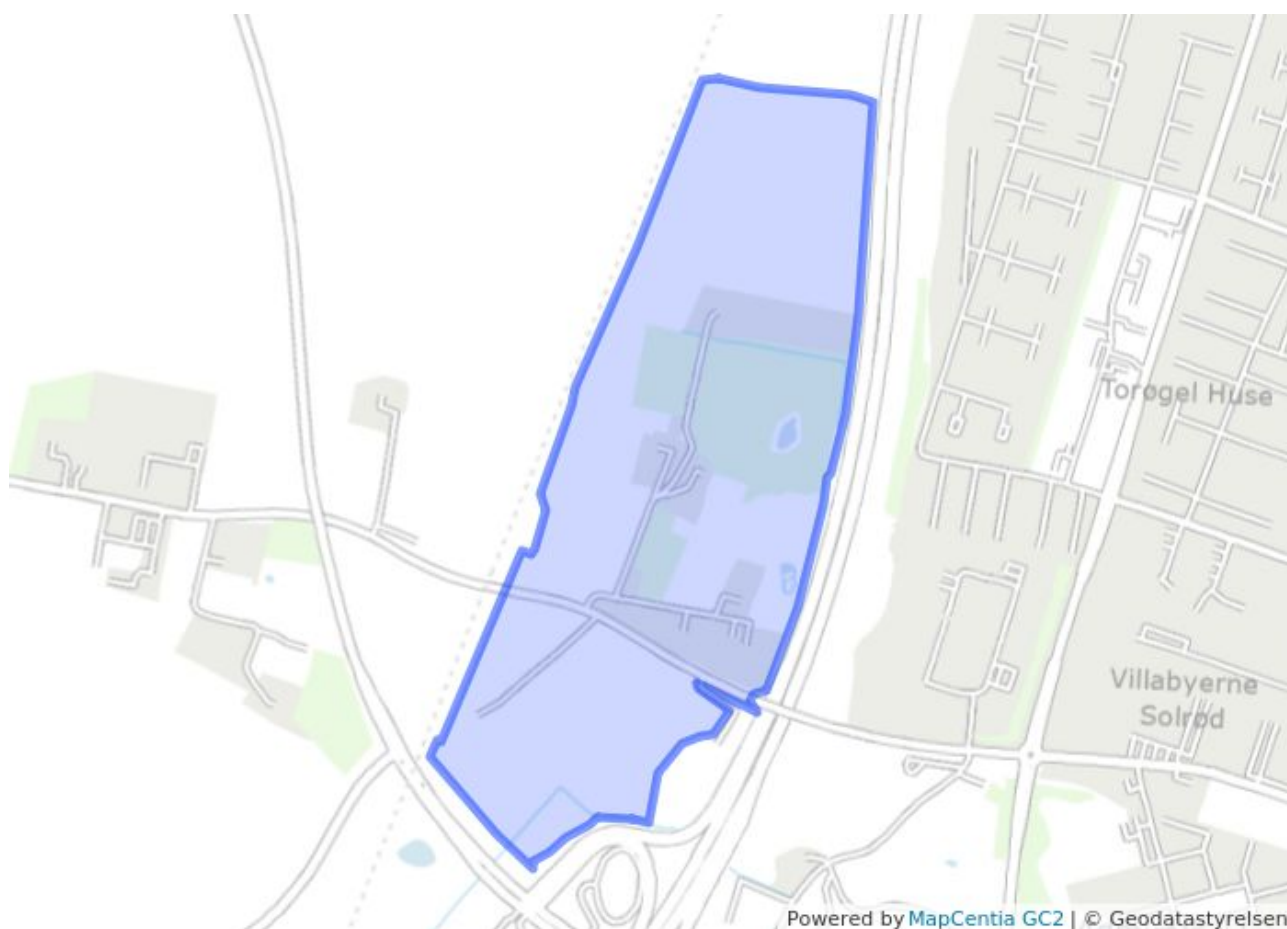 Torøgel Huse
Villabyerne
Solrød
Powered by MapCentia GC2 | © Geodatastyrelsen